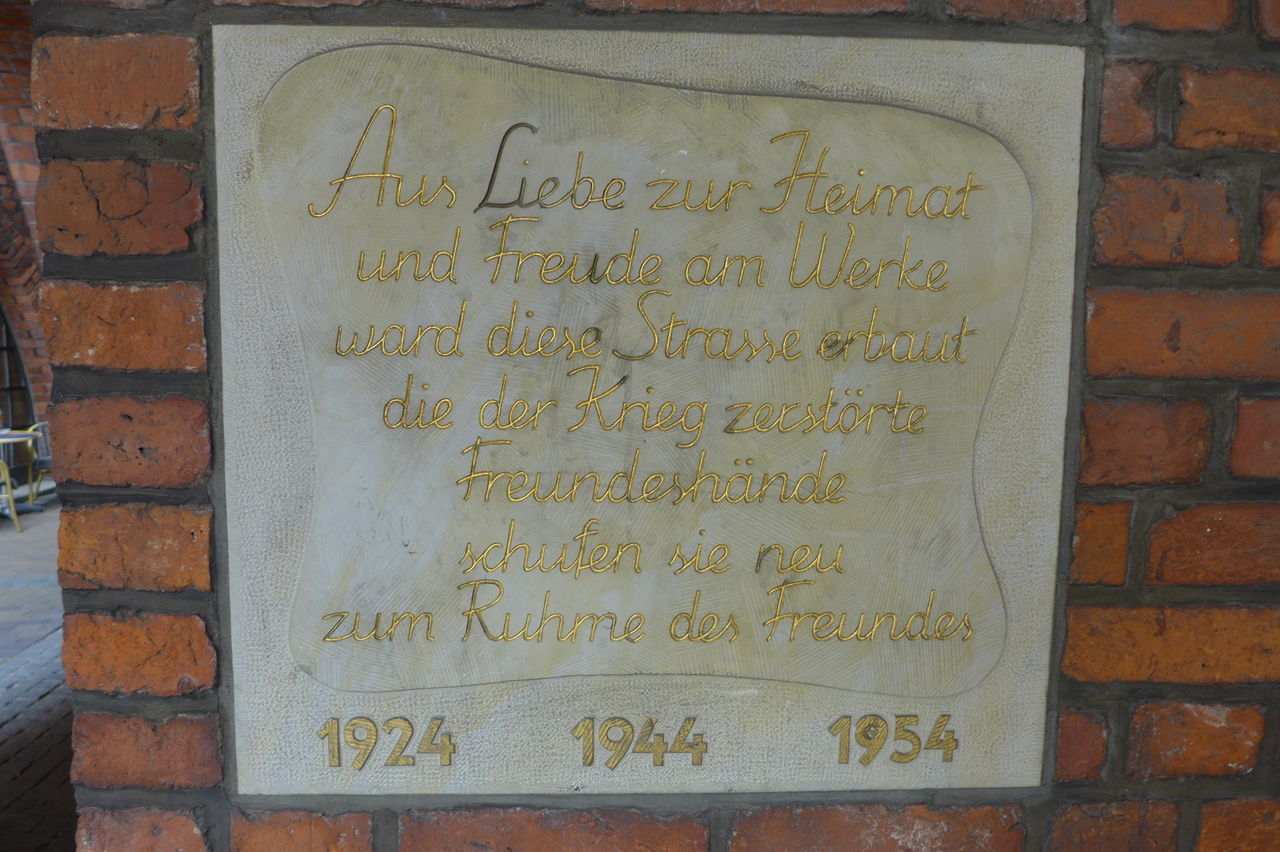 Aus Liebe zur Heimat
und Freude am Werke
ward diese Strasse erbaut
die der Krieg zerstörte
Freundeshände
schufen sie neu
zum Ruhme des Freundes
1924 1944 1954